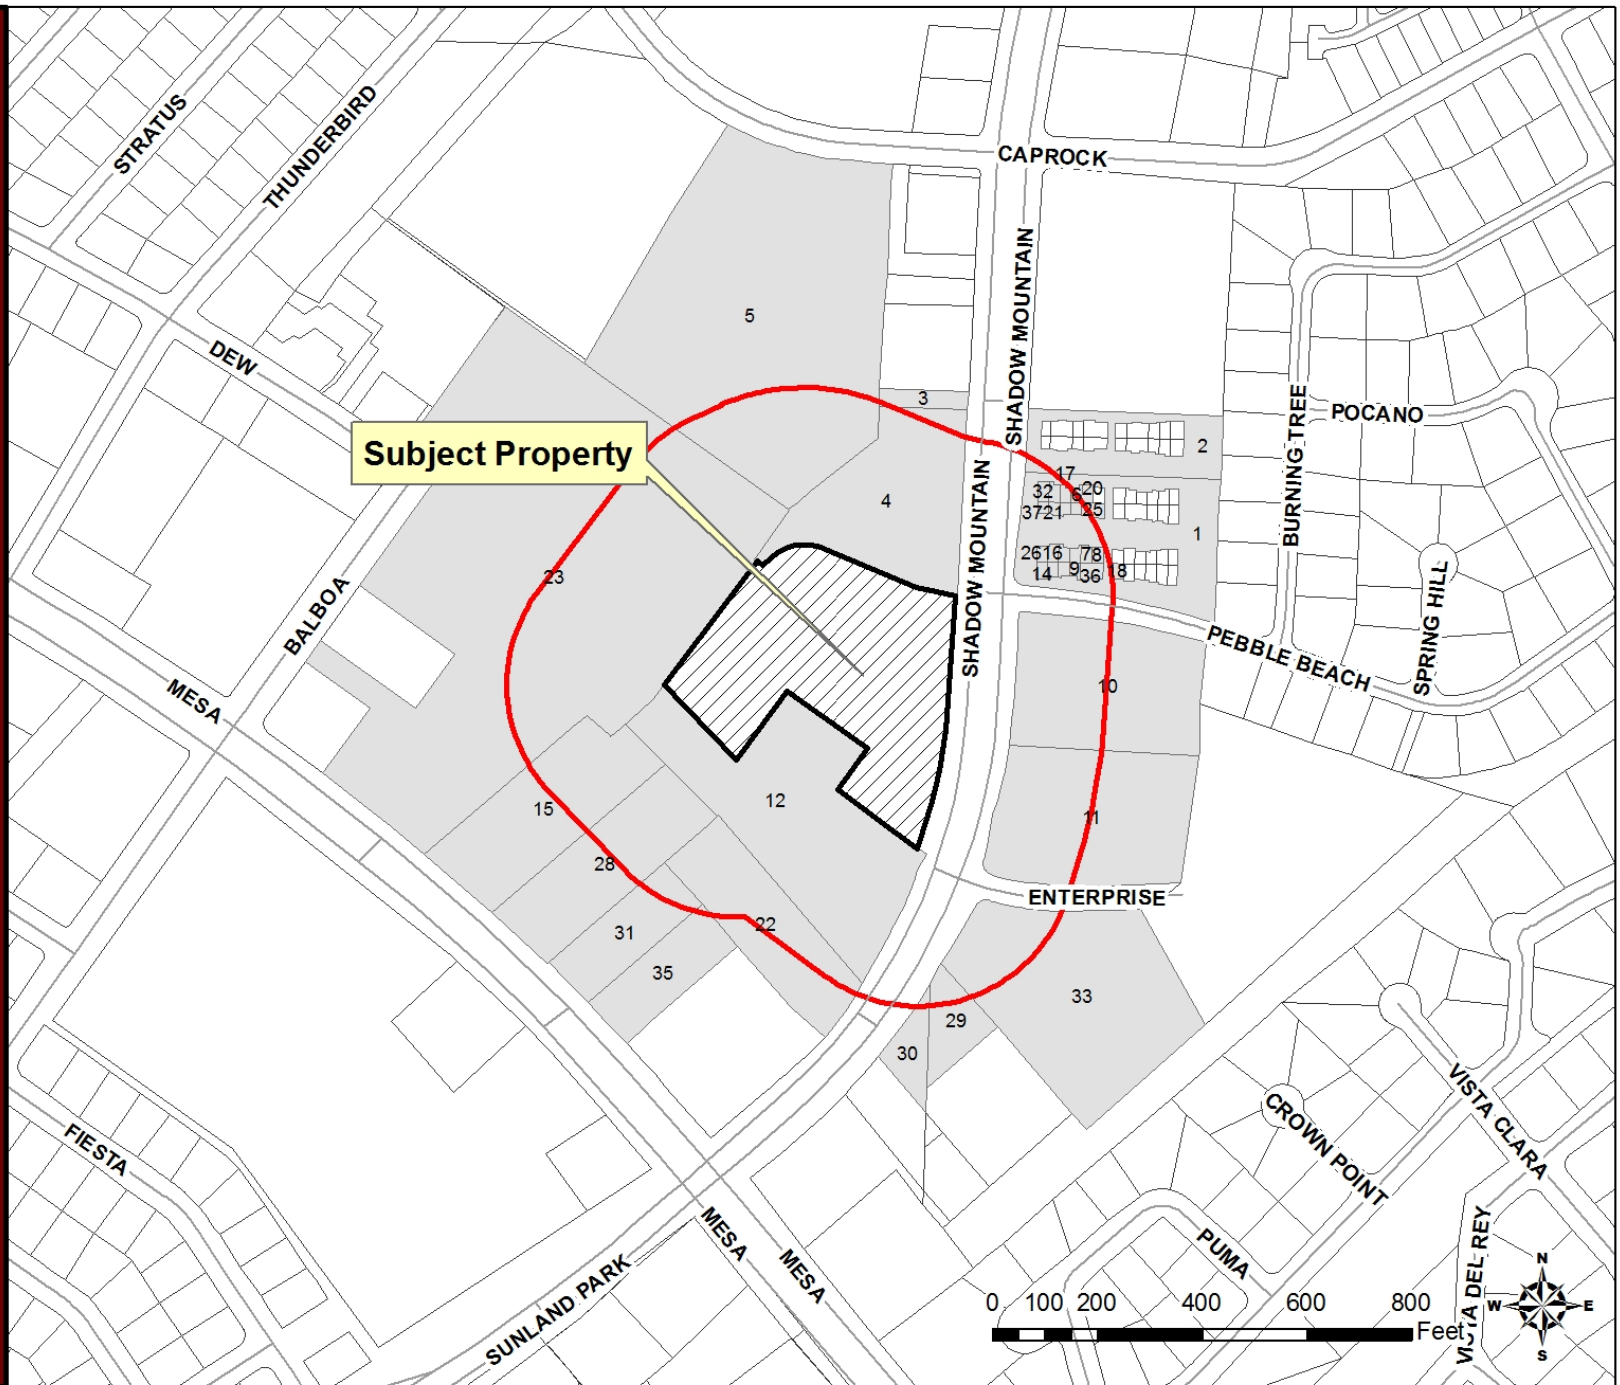 STRATUS
THUNDERBIRD
CAPROCK
SHADOW MOUNTAIN
5
DEW
3
POCANO
BURNING TREE
Subject Property
2
17
32
6
20
4
37
21
25
1
SHADOW MOUNTAIN
26
16
7
8
14
9
36
18
23
BALBOA
SPRING HILL
PEBBLE BEACH
MESA
10
12
15
11
28
ENTERPRISE
22
31
35
33
29
30
VISTA CLARA
CROWN POINT
FIESTA
PUMA
VISTA DEL REY
MESA
MESA
SUNLAND PARK
N
W
E
S
0 100 200 400 600 800
Feet